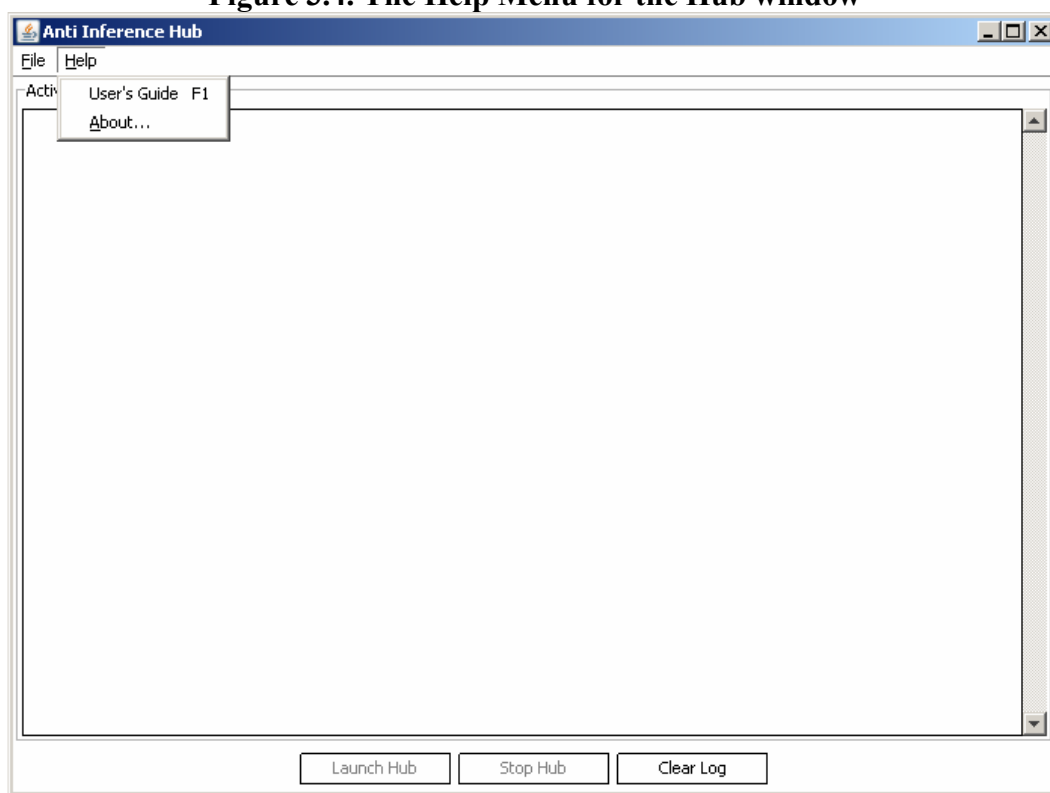 Figure 3.4: The Help Menu for the Hub window
Anti Inference Hub
File Help
User's Guide F1
About...
Launch Hub Stop Hub Clear Log